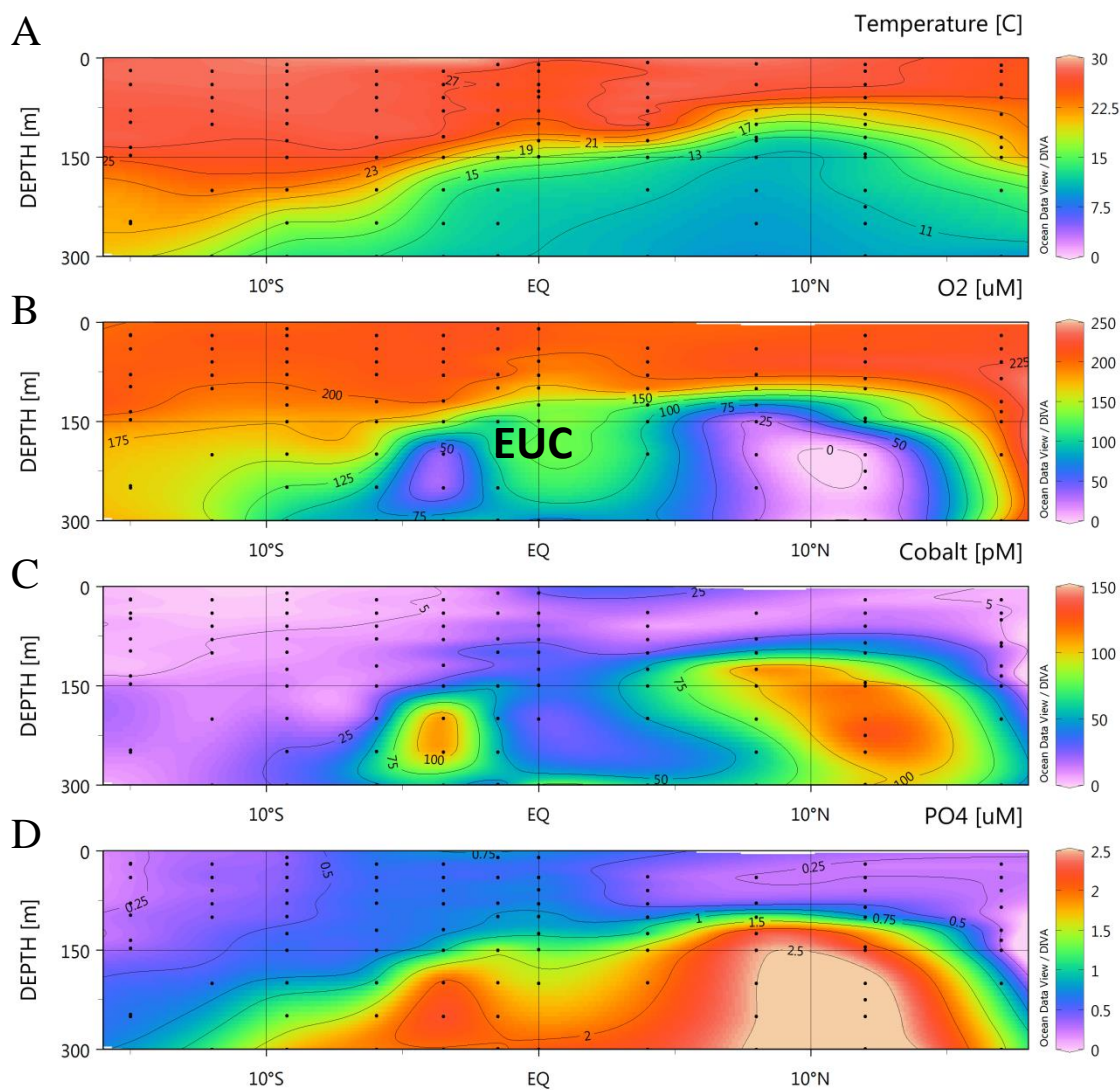 A
Temperature [C]
0
150
300
DEPTH [m]
27
25
23
15
19
21
17
13
11
30
22.5
15
7.5
0
Ocean Data View / DIVA
10°S
EQ
10°N
B
O2 [uM]
0
150
300
DEPTH [m]
200
175
125
50
75
EUC
150
100
75
25
0
50
225
250
200
150
100
50
0
Ocean Data View / DIVA
10°S
EQ
10°N
C
Cobalt [pM]
0
150
300
DEPTH [m]
5
25
75
100
25
75
50
100
5
150
100
50
0
Ocean Data View / DIVA
10°S
EQ
10°N
D
PO4 [uM]
0
150
300
DEPTH [m]
0.25
0.5
0.75
2
1
1.5
2.5
0.25
0.75
0.5
2.5
2
1.5
1
0.5
0
Ocean Data View / DIVA
10°S
EQ
10°N